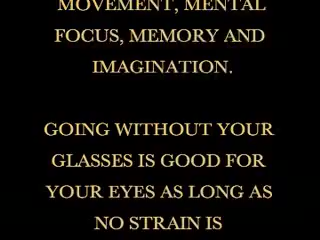 MOVEMENT, MENTAL
FOCUS, MEMORY AND
IMAGINATION.
GOING WITHOUT YOUR
GLASSES IS GOOD FOR
YOUR EYES AS LONG AS
NO STRAIN IS